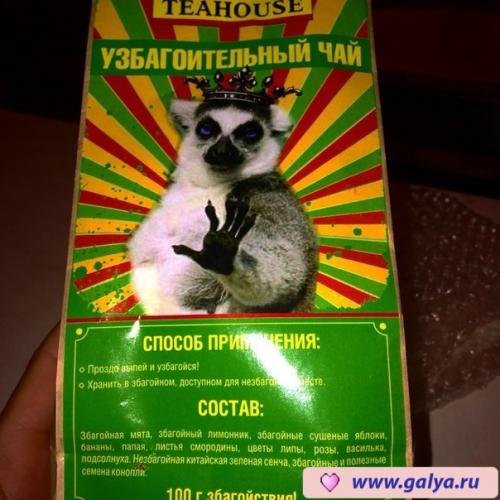 TEAHOUSE
УЗБАГОИТЕЛЬНЫЙ ЧАЙ
СПОСОБ ПРИМЕНЕНИЯ:
Проздо выпей и узбагойся!
Хранить в збагойном, доступном для незбагойных месте.
СОСТАВ:
Збагойная мята, збагойный лимонник, збагойные сушеные яблоки,
бананы, папая, листья смородины, цветы липы, розы, василька,
подсолнуха. Незбагойная китайская зеленая сенча, збагойные и полезные
семена конопли.
100 г збагойствия!
www.galya.ru